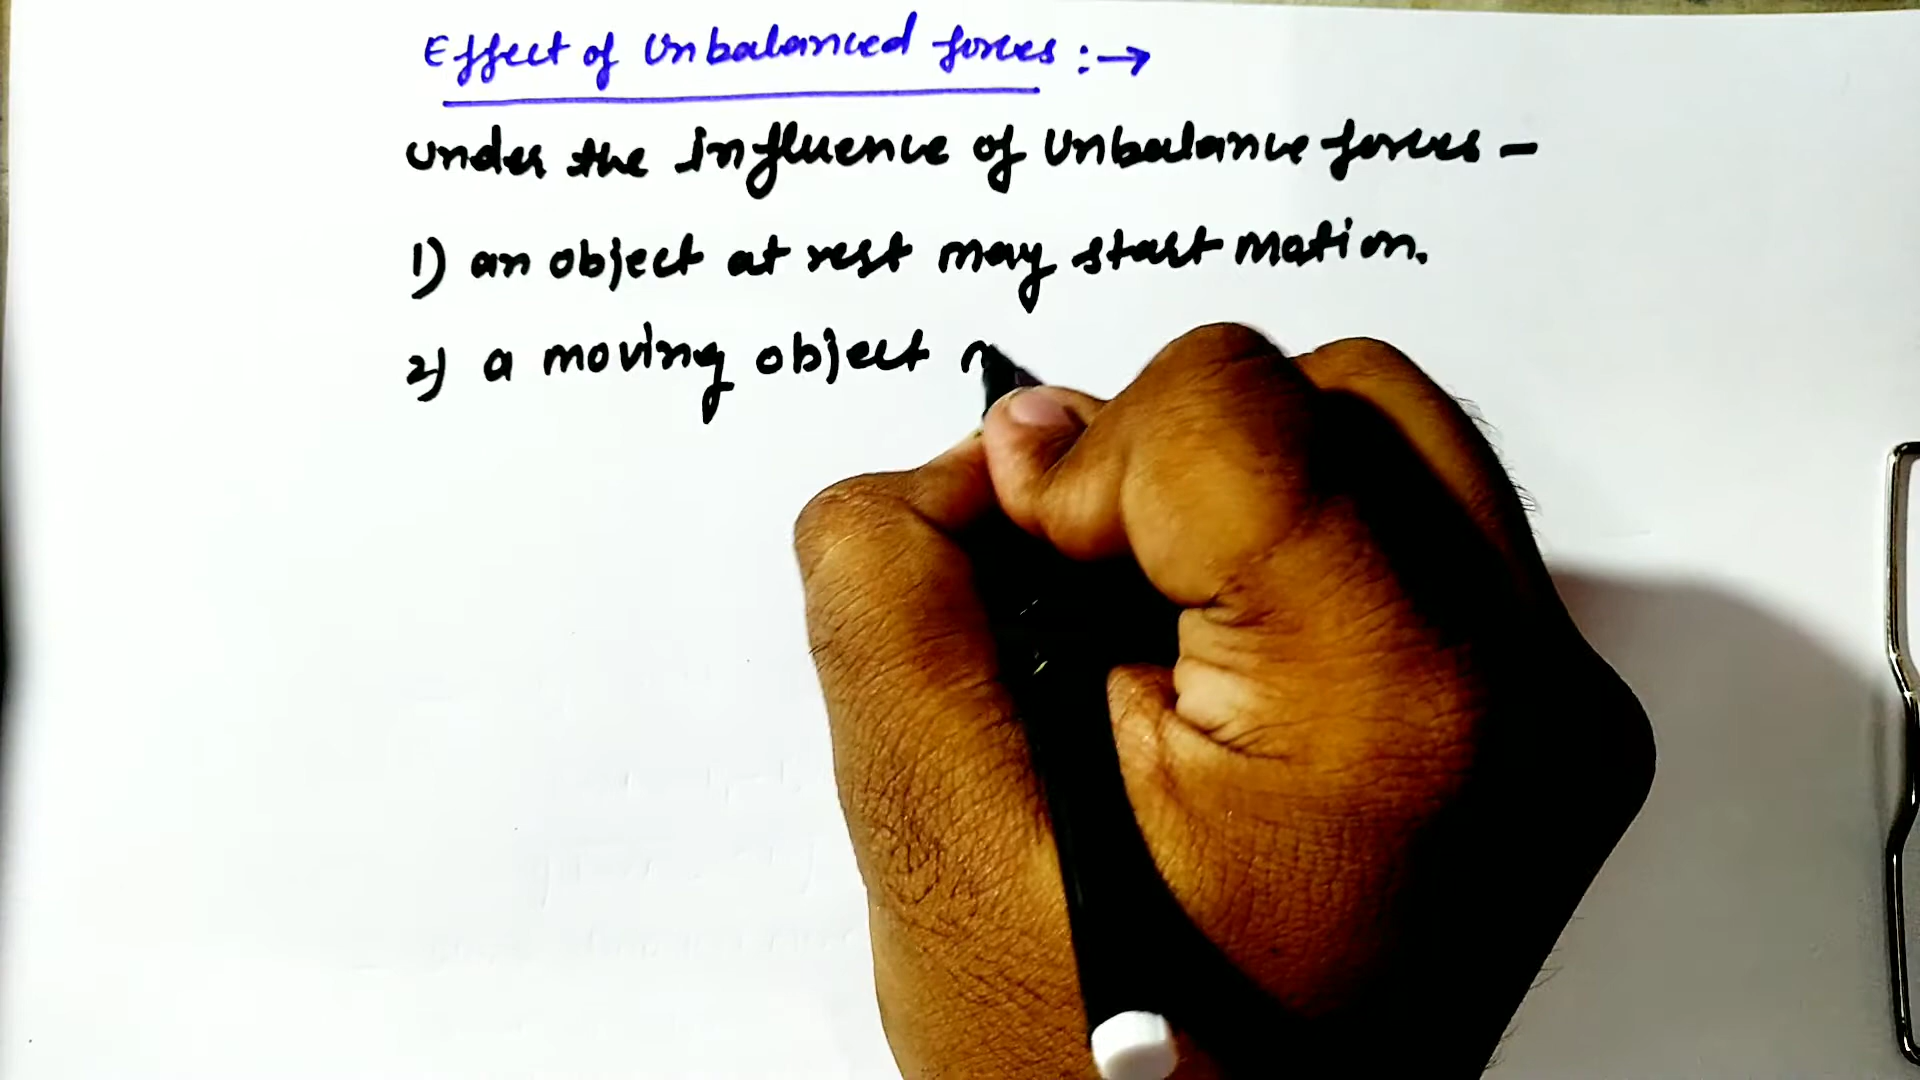 Effect of Unbalanced forces :→
under the Influence of Unbalance forces -
1) an object at rest may start motion.
2) a moving object